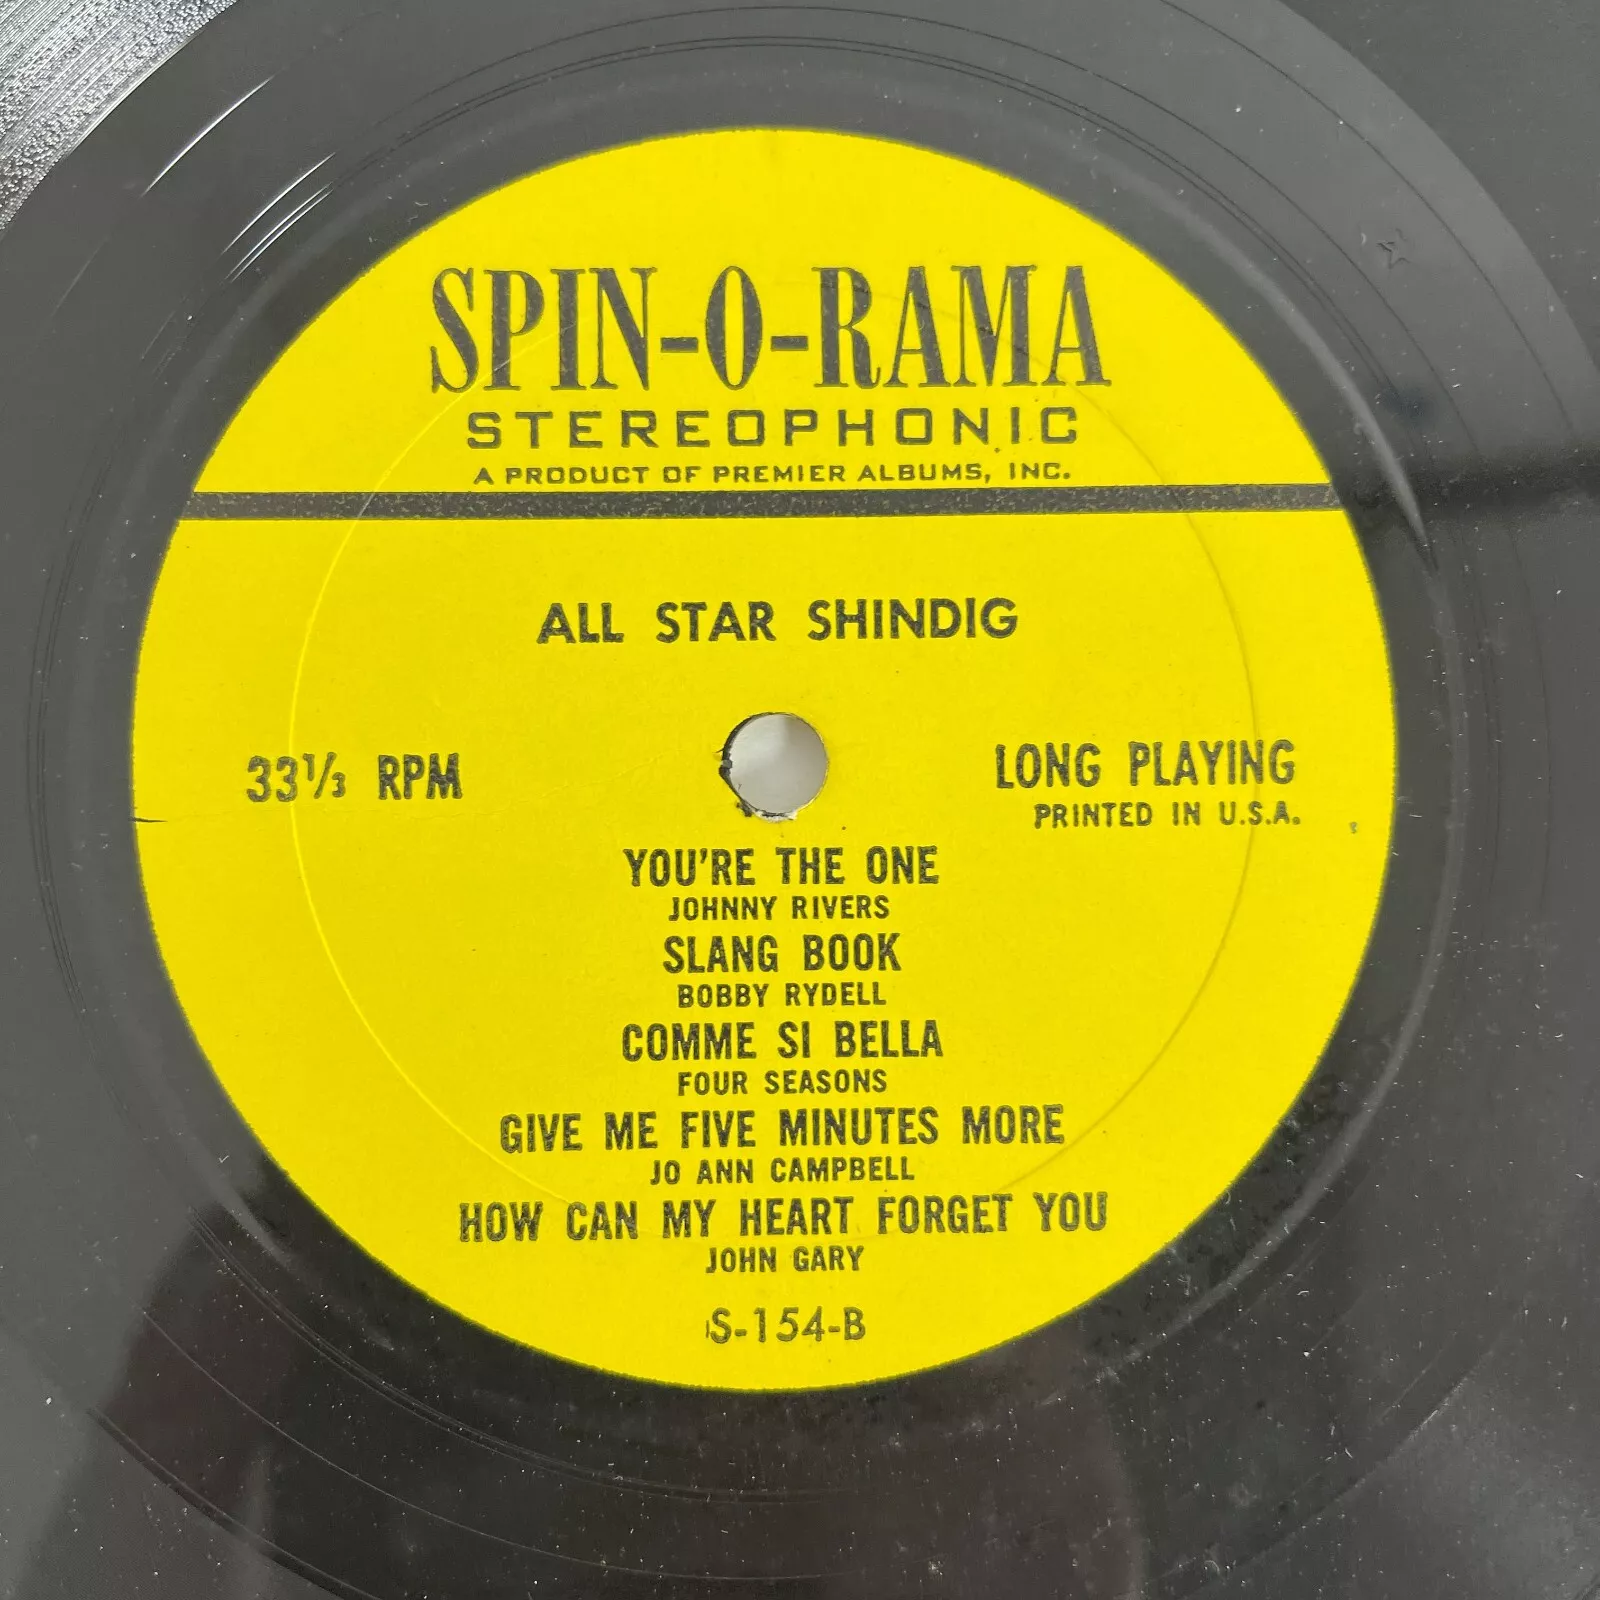 SPIN-O-RAMA
STEREOPHONIC
A PRODUCT OF PREMIER ALBUMS, INC.
ALL STAR SHINDIG
33⅓ RPM
LONG PLAYING
PRINTED IN U.S.A.
YOU'RE THE ONE
JOHNNY RIVERS
SLANG BOOK
BOBBY RYDELL
COMME SI BELLA
FOUR SEASONS
GIVE ME FIVE MINUTES MORE
JO ANN CAMPBELL
HOW CAN MY HEART FORGET YOU
JOHN GARY
S-154-B